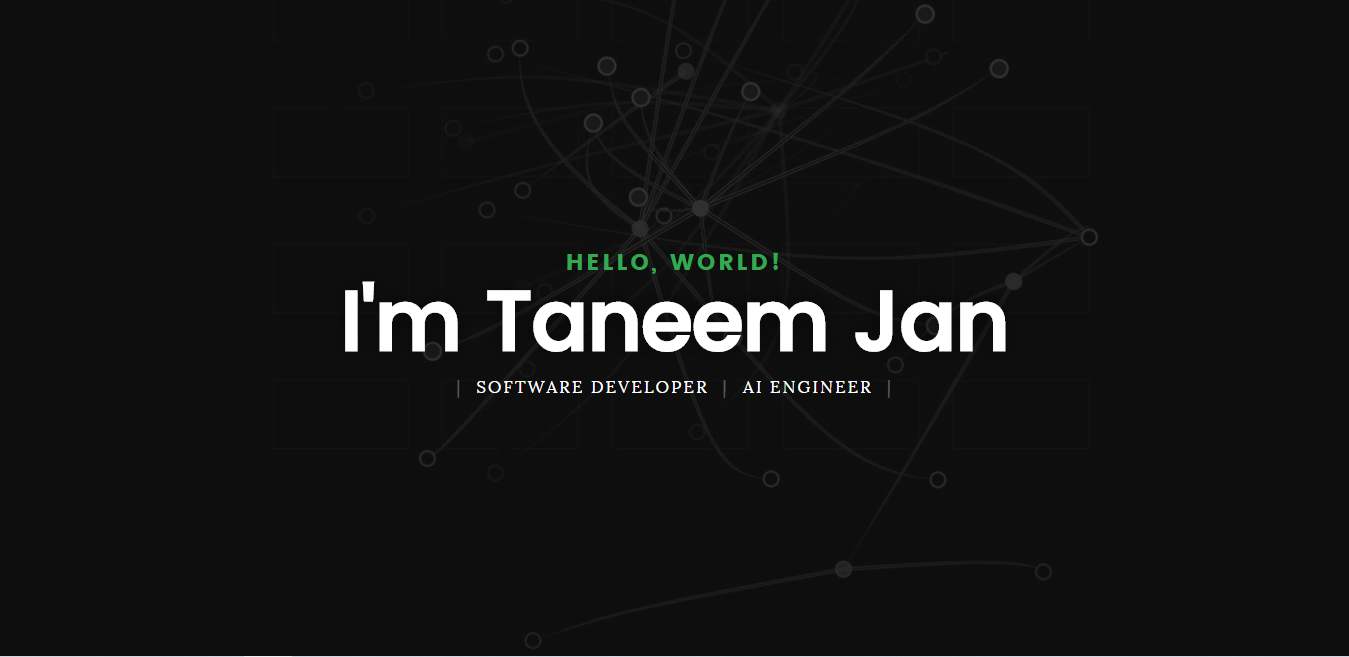 HELLO, WORLD!
I'm Taneem Jan
| SOFTWARE DEVELOPER | AI ENGINEER |